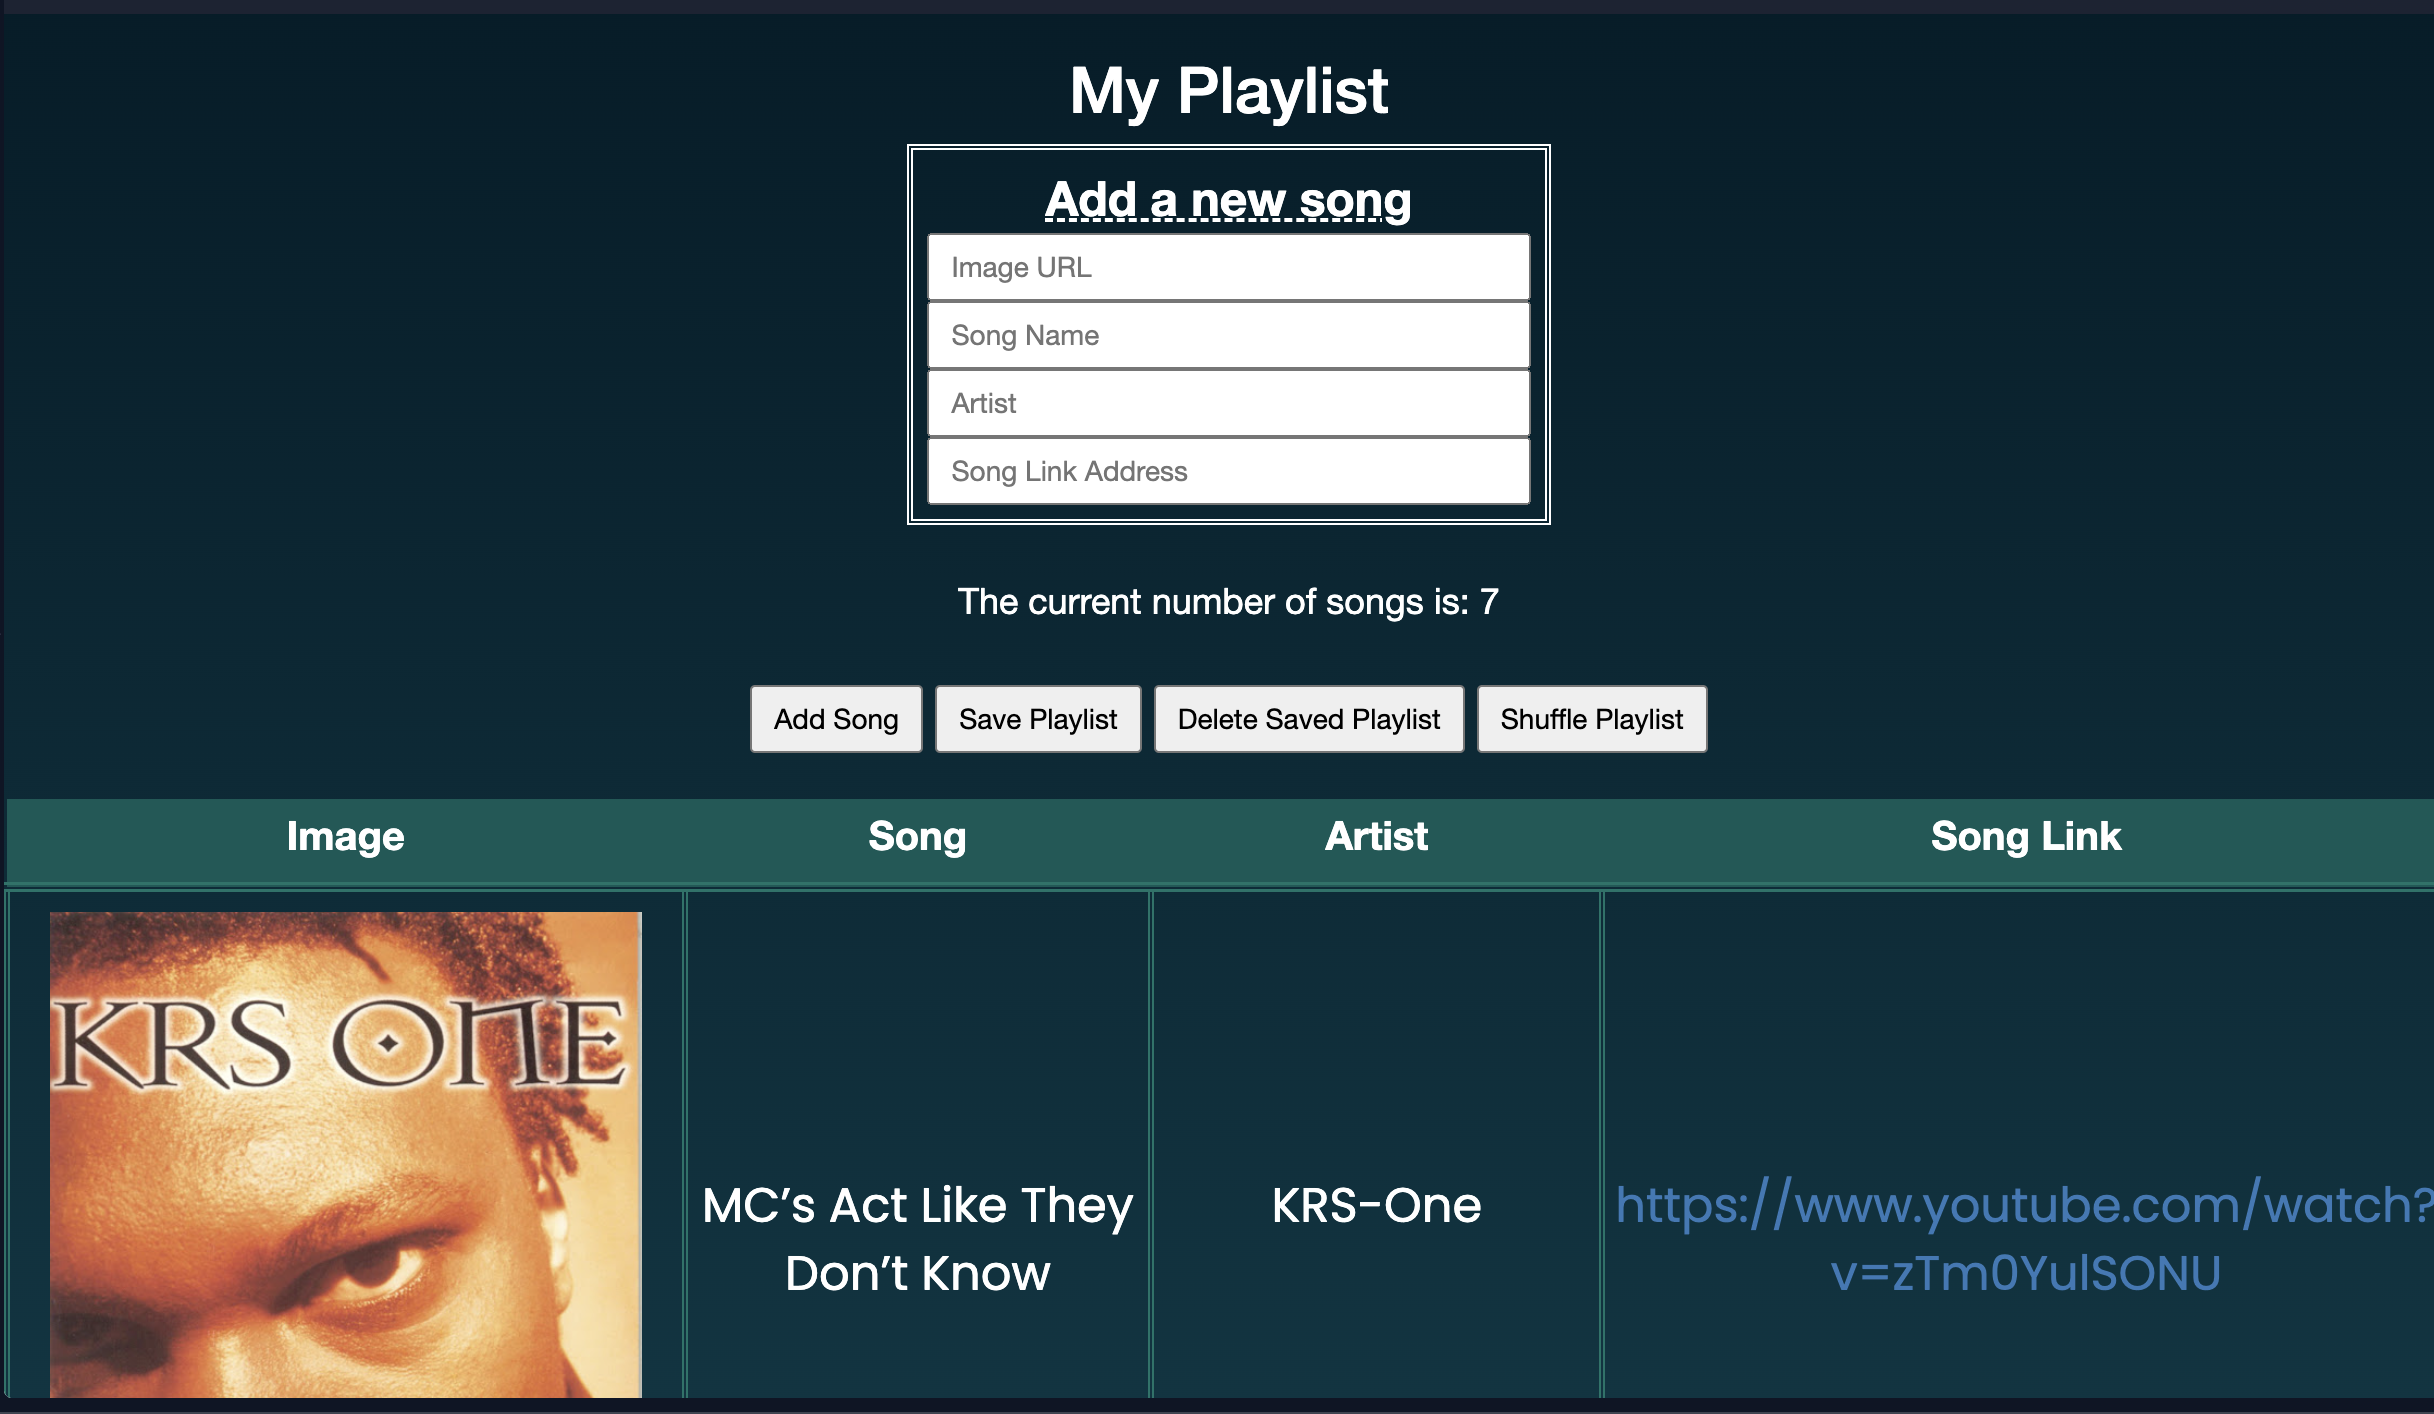 My Playlist
Add a new song
Image URL
Song Name
Artist
Song Link Address
The current number of songs is: 7
Add Song Save Playlist Delete Saved Playlist Shuffle Playlist
Image Song Artist Song Link
KRS ONE
MC’s Act Like They
Don’t Know
KRS-One
https://www.youtube.com/watch?
v=zTm0YulSONU